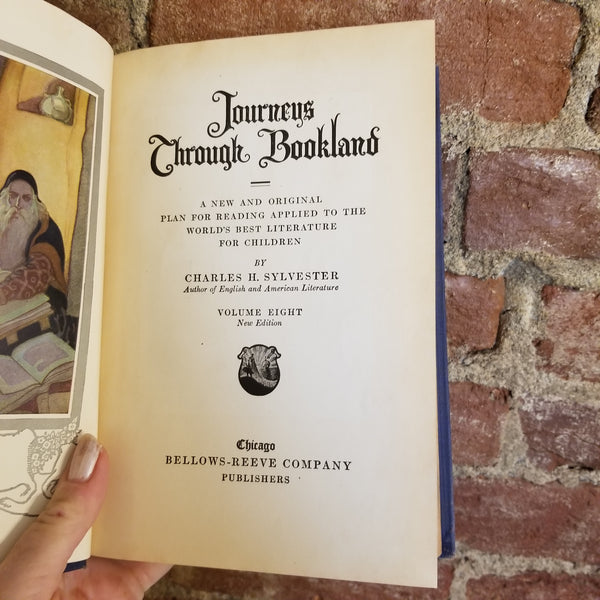 Journeys
Through Bookland
A NEW AND ORIGINAL
PLAN FOR READING APPLIED TO THE
WORLD'S BEST LITERATURE
FOR CHILDREN
BY
CHARLES H. SYLVESTER
Author of English and American Literature
VOLUME EIGHT
New Edition
Chicago
BELLOWS-REEVE COMPANY
PUBLISHERS